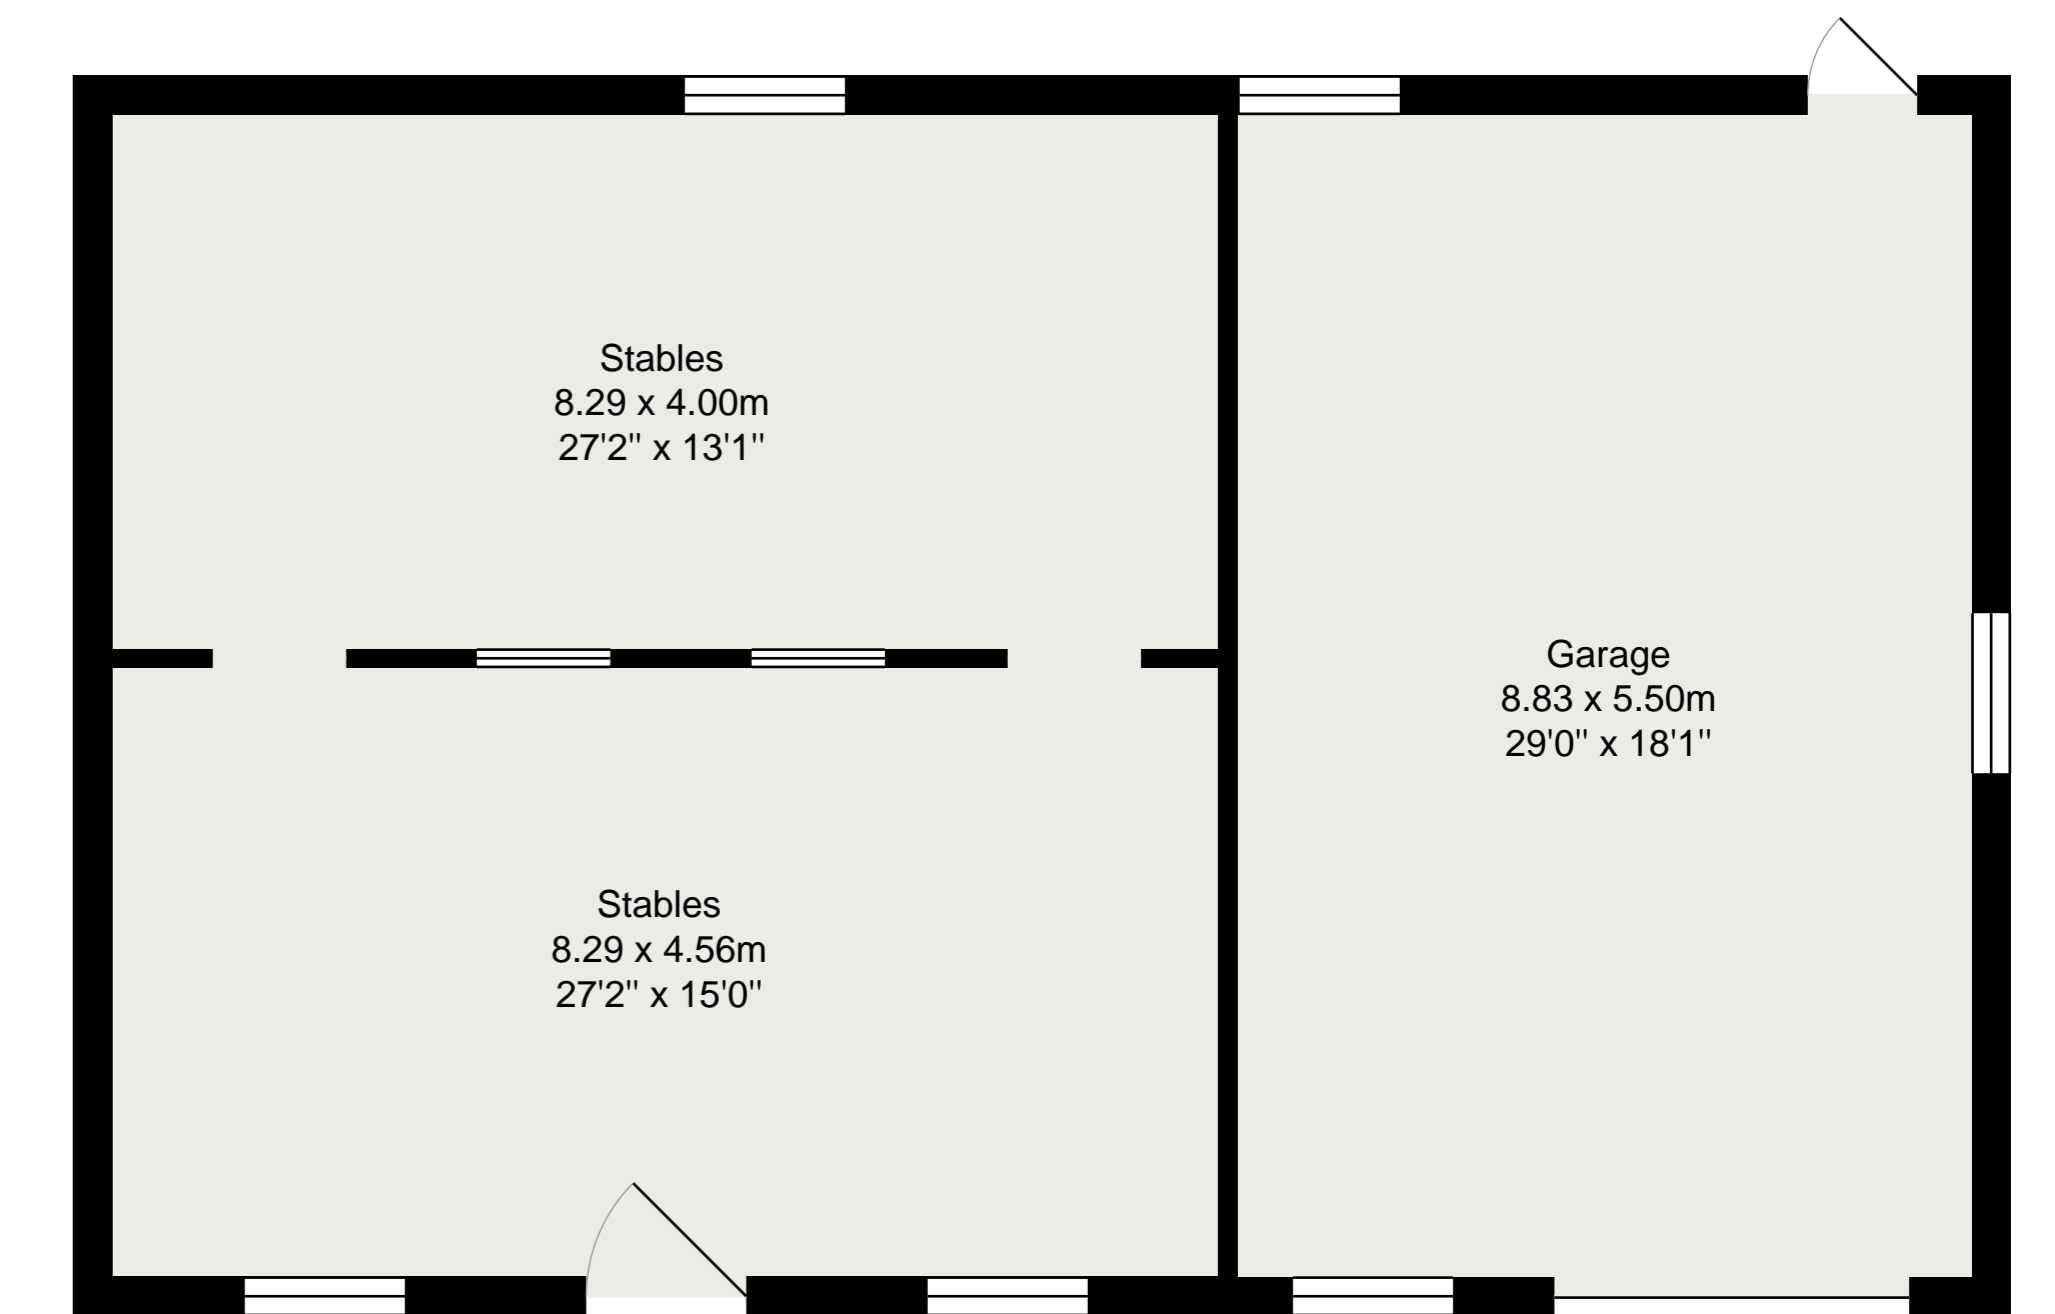 Stables
8.29 x 4.00m
27'2" x 13'1"
Garage
8.83 x 5.50m
29'0" x 18'1"
Stables
8.29 x 4.56m
27'2" x 15'0"